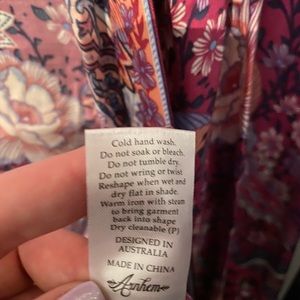 Cold hand wash.
Do not soak or bleach.
Do not tumble dry.
Do not wring or twist.
Reshape when wet and
dry flat in shade.
Warm iron with steam
to bring garment
back into shape
Dry cleanable (P)
DESIGNED IN
AUSTRALIA
MADE IN CHINA
Arnhem